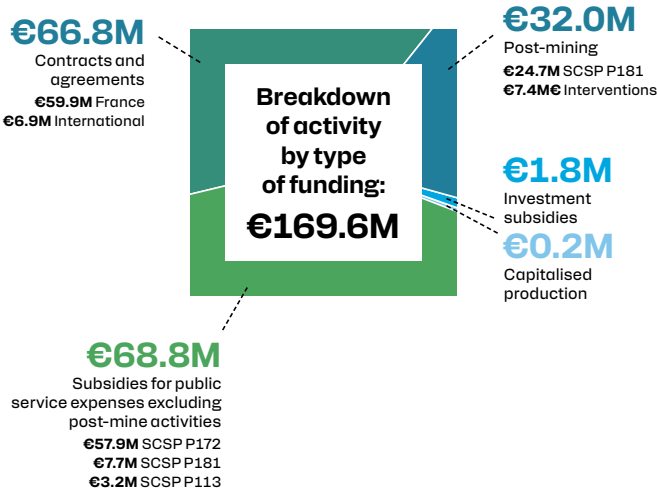 €66.8M
Contracts and
agreements
€59.9M France
€6.9M International
€32.0M
Post-mining
€24.7M SCSP P181
€7.4M€ Interventions
Breakdown
of activity
by type
of funding:
€169.6M
€1.8M
Investment
subsidies
€0.2M
Capitalised
production
€68.8M
Subsidies for public
service expenses excluding
post-mine activities
€57.9M SCSP P172
€7.7M SCSP P181
€3.2M SCSP P113